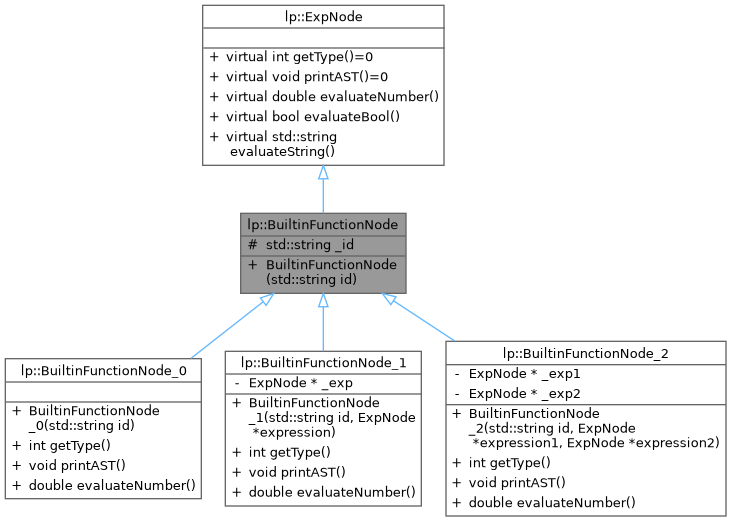 lp::ExpNode
+ virtual int getType()=0
+ virtual void printAST()=0
+ virtual double evaluateNumber()
+ virtual bool evaluateBool()
+ virtual std::string
evaluateString()
lp::BuiltinFunctionNode
# std::string _id
+ BuiltinFunctionNode
(std::string id)
lp::BuiltinFunctionNode_0
+ BuiltinFunctionNode
_0(std::string id)
+ int getType()
+ void printAST()
+ double evaluateNumber()
lp::BuiltinFunctionNode_1
- ExpNode * _exp
+ BuiltinFunctionNode
_1(std::string id, ExpNode
*expression)
+ int getType()
+ void printAST()
+ double evaluateNumber()
lp::BuiltinFunctionNode_2
- ExpNode * _exp1
- ExpNode * _exp2
+ BuiltinFunctionNode
_2(std::string id, ExpNode
*expression1, ExpNode *expression2)
+ int getType()
+ void printAST()
+ double evaluateNumber()